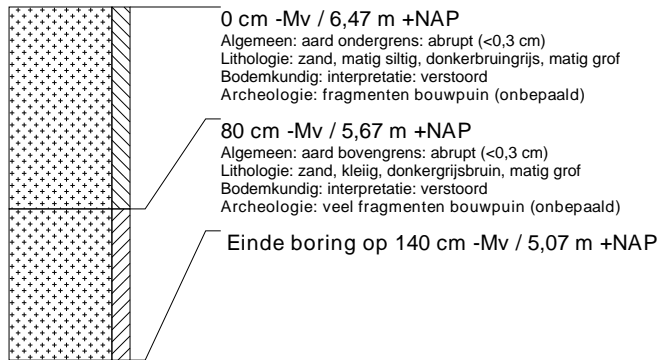 0 cm -Mv / 6,47 m +NAP
Algemeen: aard ondergrens: abrupt (<0,3 cm)
Lithologie: zand, matig siltig, donkerbruingrijs, matig grof
Bodemkundig: interpretatie: verstoord
Archeologie: fragmenten bouwpuin (onbepaald)
80 cm -Mv / 5,67 m +NAP
Algemeen: aard bovengrens: abrupt (<0,3 cm)
Lithologie: zand, kleiig, donkergrijsbruin, matig grof
Bodemkundig: interpretatie: verstoord
Archeologie: veel fragmenten bouwpuin (onbepaald)
Einde boring op 140 cm -Mv / 5,07 m +NAP